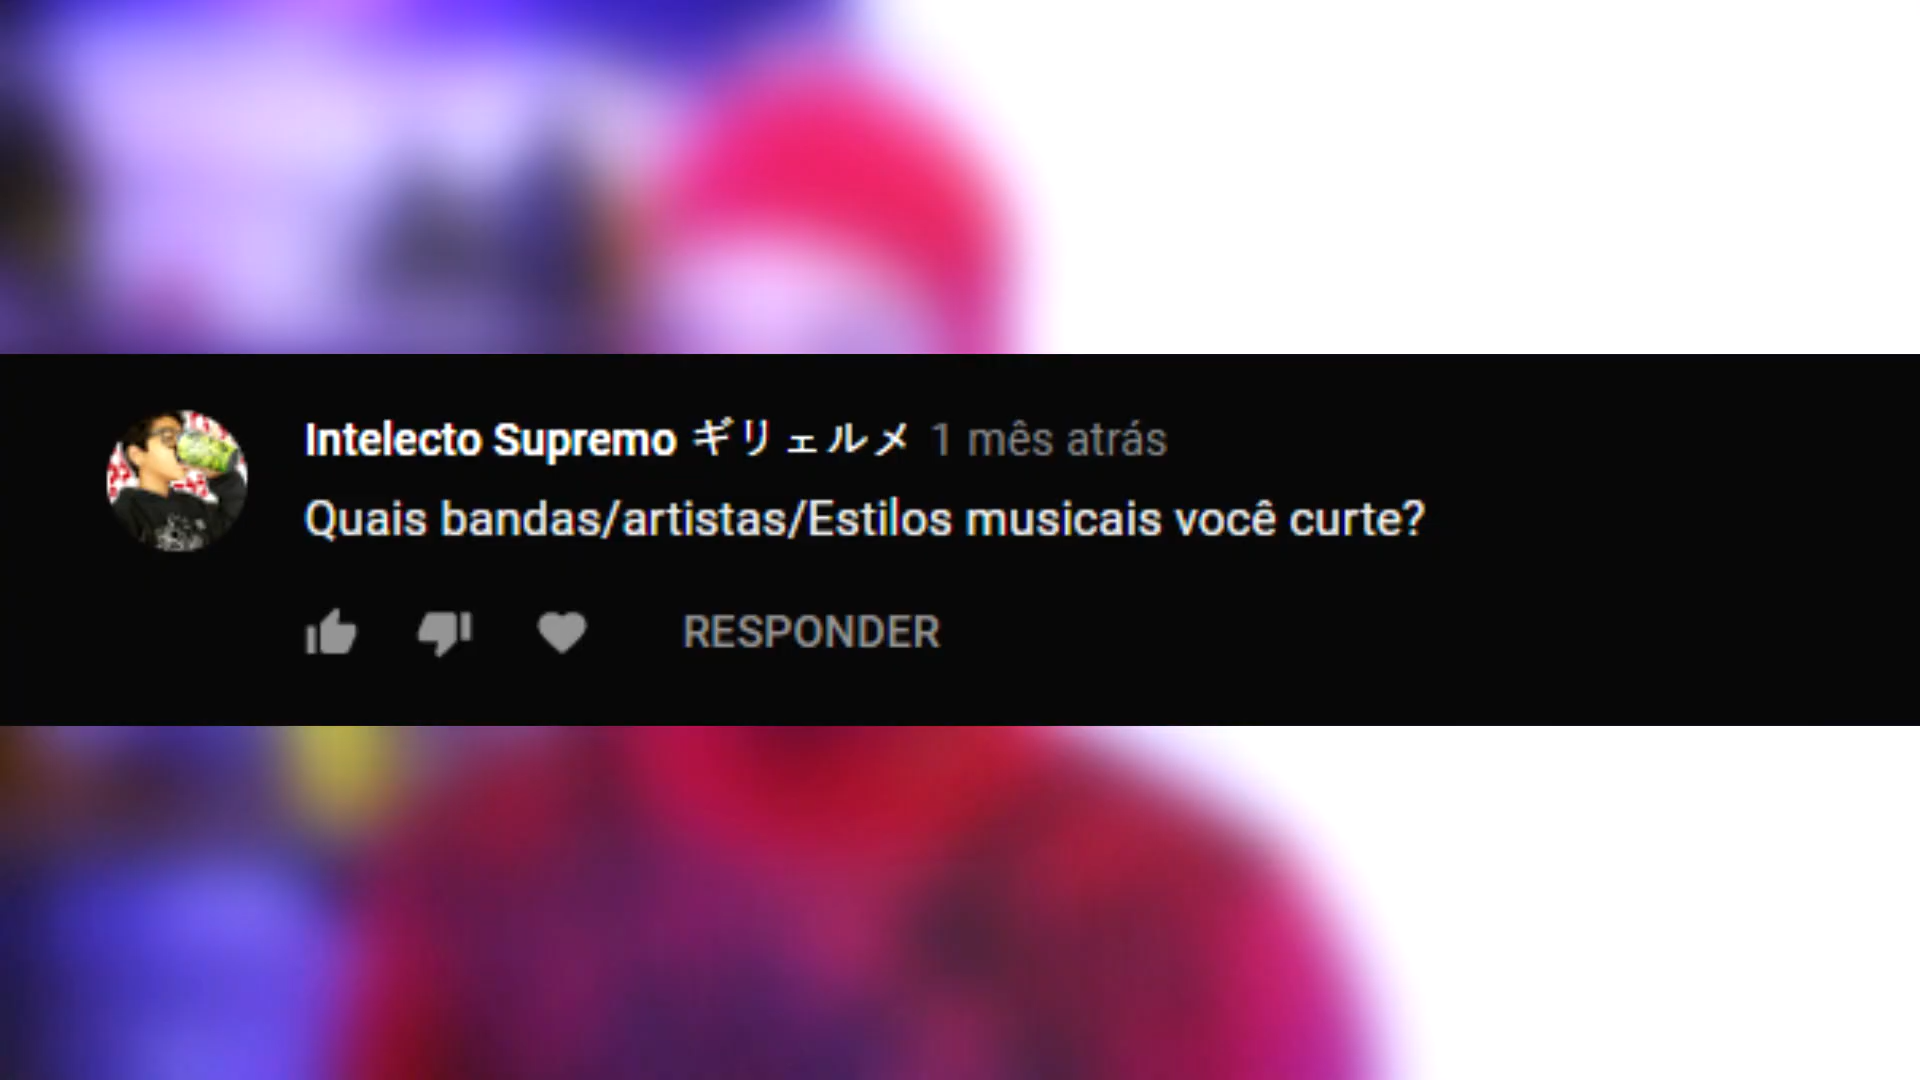 Intelecto Supremo ギリェルメ 1 mês atrás
Quais bandas/artistas/Estilos musicais você curte?
RESPONDER